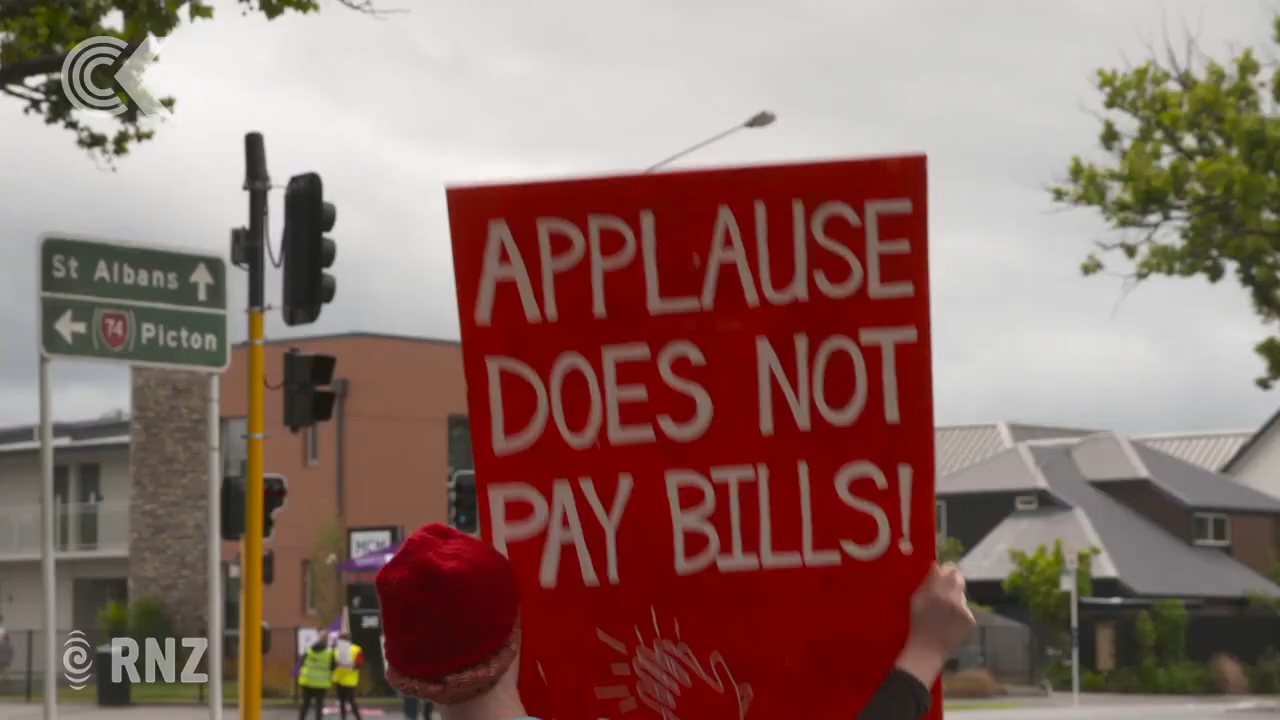 St Albans
74 Picton
APPLAUSE
DOES NOT
PAY BILLS!
RNZ